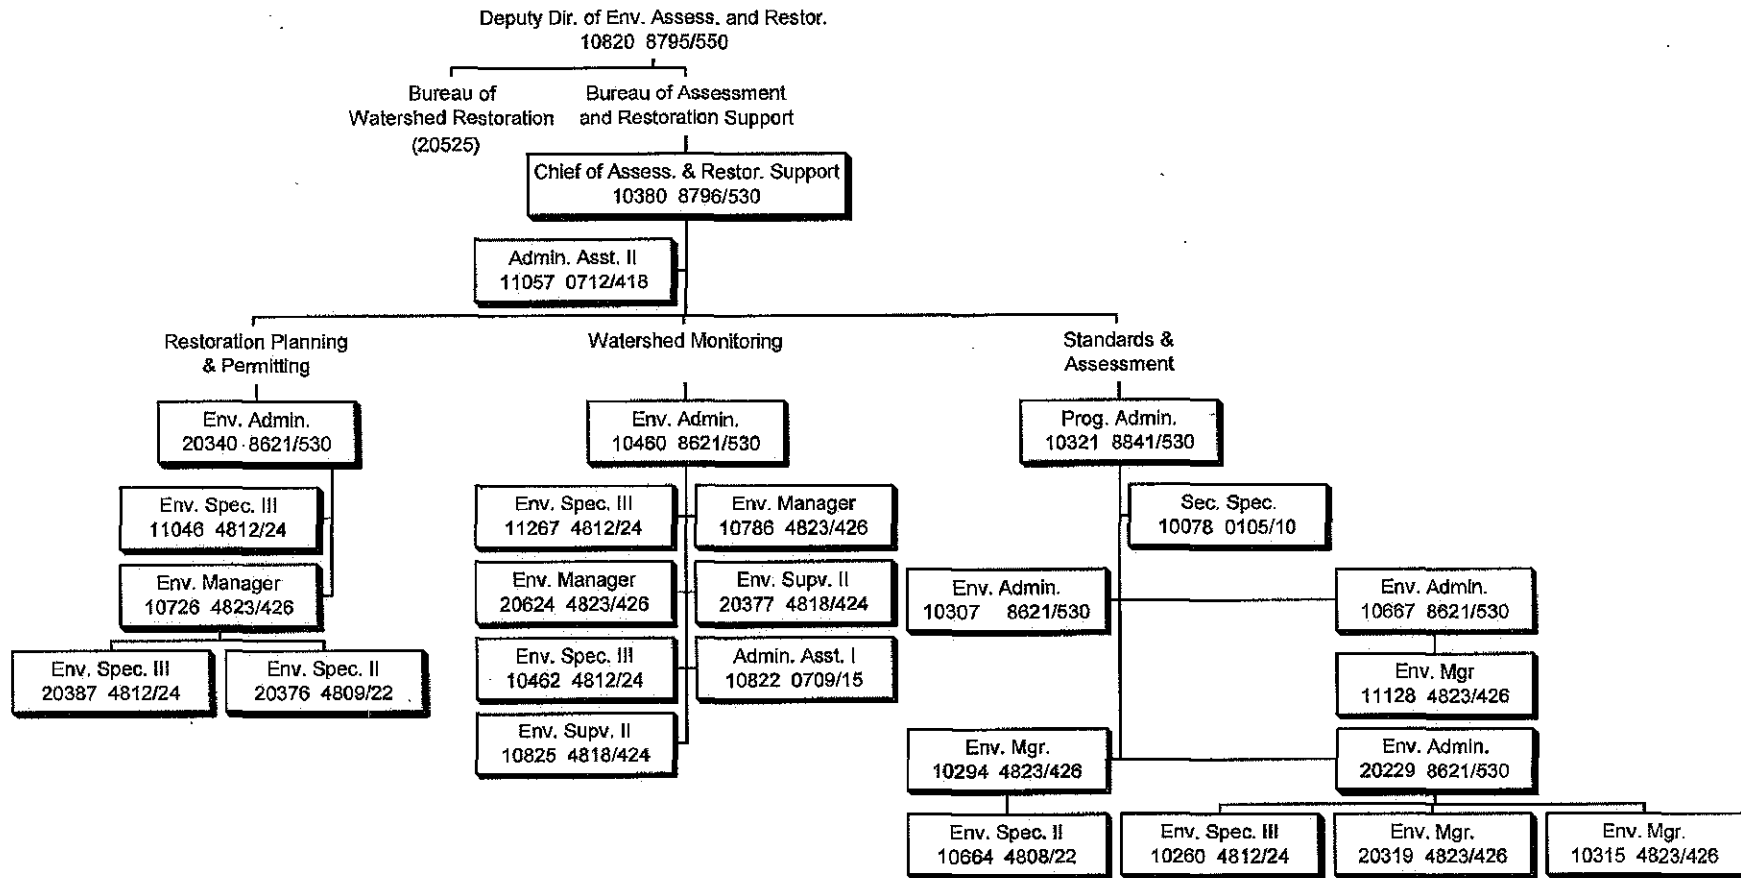 Deputy Dir. of Env. Assess. and Restor.
10820 8795/550
Bureau of
Watershed Restoration
(20525)
Bureau of Assessment
and Restoration Support
Chief of Assess. & Restor. Support
10380 8796/530
Admin. Asst. II
11057 0712/418
Restoration Planning
& Permitting
Env. Admin.
20340 8621/530
Env. Spec. III
11046 4812/24
Env. Manager
10726 4823/426
Env. Spec. III
20387 4812/24
Env. Spec. II
20376 4809/22
Watershed Monitoring
Env. Admin.
10460 8621/530
Env. Spec. III
11267 4812/24
Env. Manager
10786 4823/426
Env. Manager
20624 4823/426
Env. Supv. II
20377 4818/424
Env. Spec. III
10462 4812/24
Admin. Asst. I
10822 0709/15
Env. Supv. II
10825 4818/424
Standards &
Assessment
Prog. Admin.
10321 8841/530
Sec. Spec.
10078 0105/10
Env. Admin.
10307 8621/530
Env. Admin.
10667 8621/530
Env. Mgr
11128 4823/426
Env. Mgr.
10294 4823/426
Env. Admin.
20229 8621/530
Env. Spec. II
10664 4808/22
Env. Spec. III
10260 4812/24
Env. Mgr.
20319 4823/426
Env. Mgr.
10315 4823/426